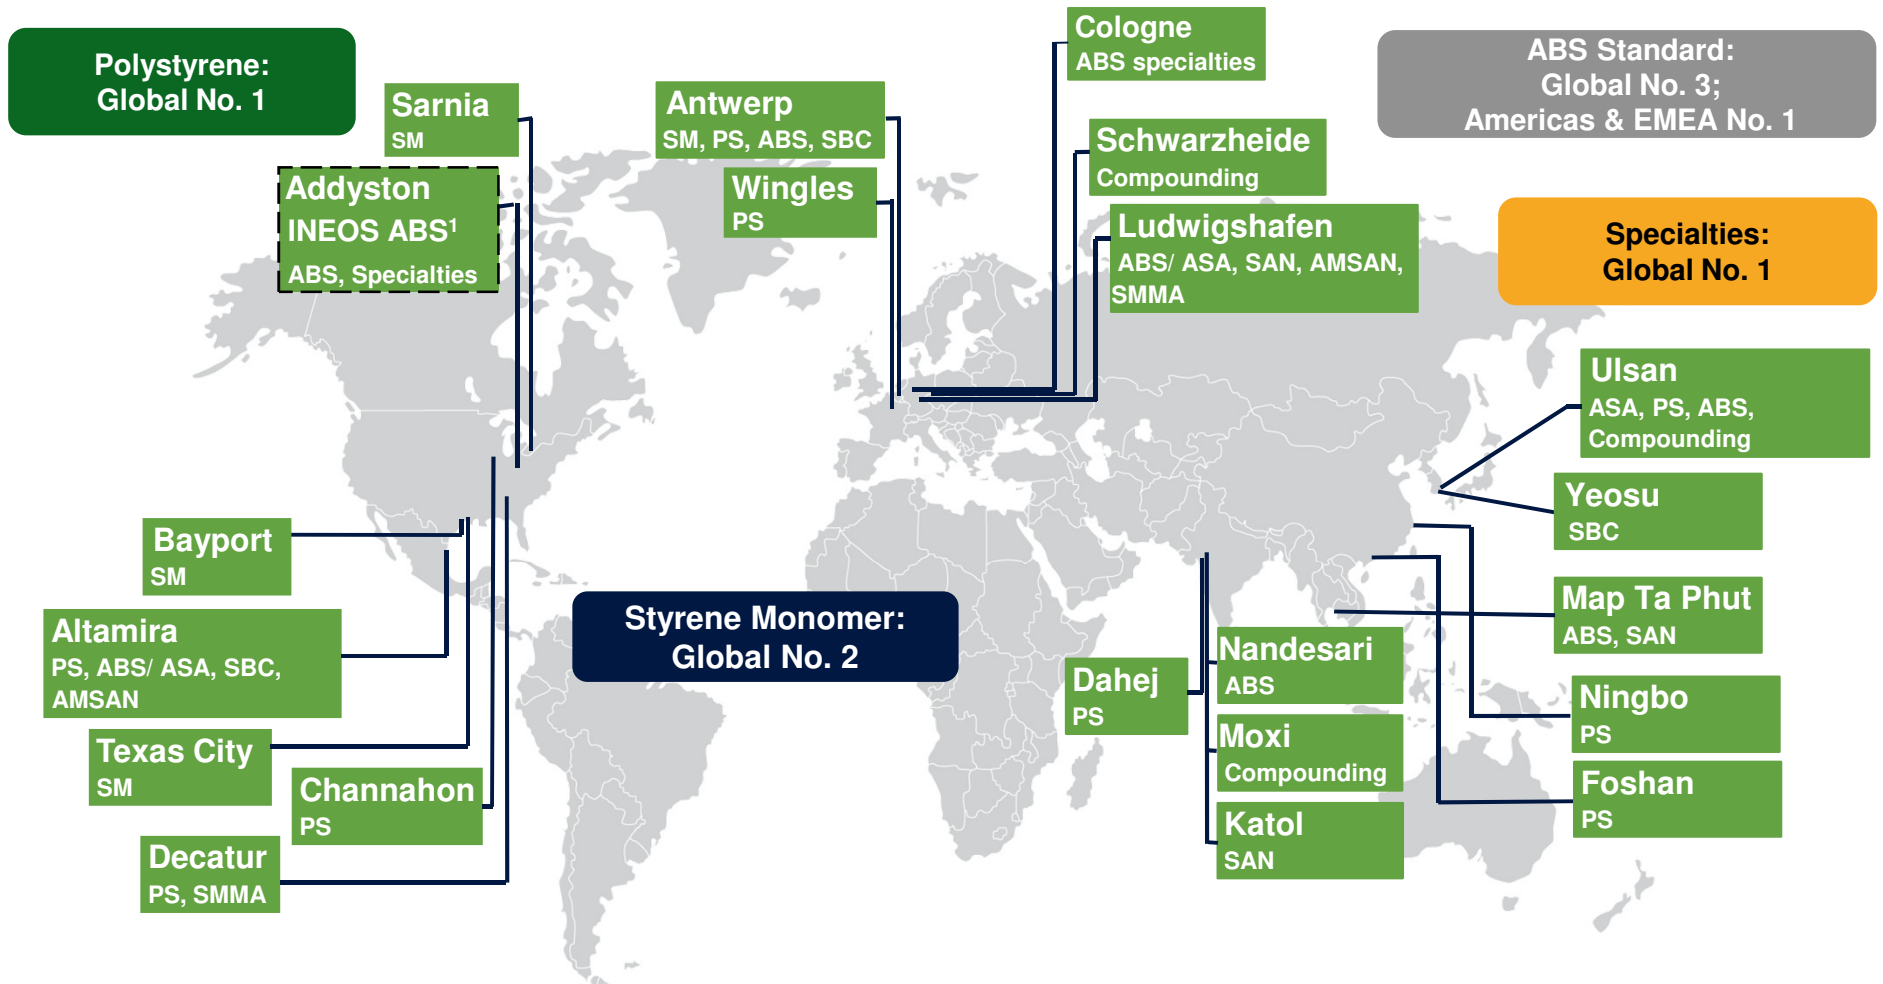 Polystyrene:
Global No. 1
Cologne
ABS specialties
ABS Standard:
Global No. 3;
Americas & EMEA No. 1
Sarnia
SM
Antwerp
SM, PS, ABS, SBC
Schwarzheide
Compounding
Addyston
INEOS ABS¹
ABS, Specialties
Wingles
PS
Ludwigshafen
ABS/ ASA, SAN, AMSAN,
SMMA
Specialties:
Global No. 1
Ulsan
ASA, PS, ABS,
Compounding
Yeosu
SBC
Bayport
SM
Map Ta Phut
ABS, SAN
Altamira
PS, ABS/ ASA, SBC,
AMSAN
Styrene Monomer:
Global No. 2
Nandesari
ABS
Dahej
PS
Ningbo
PS
Texas City
SM
Moxi
Compounding
Channahon
PS
Foshan
PS
Katol
SAN
Decatur
PS, SMMA